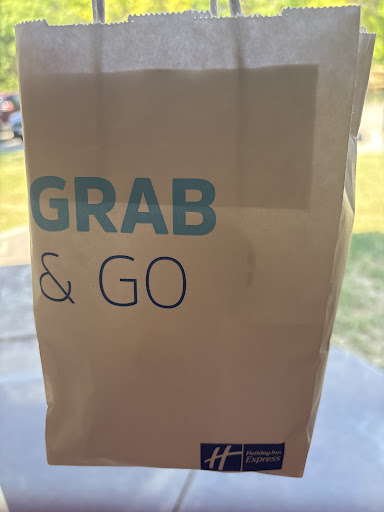 GRAB
& GO
H
Holiday Inn
Express